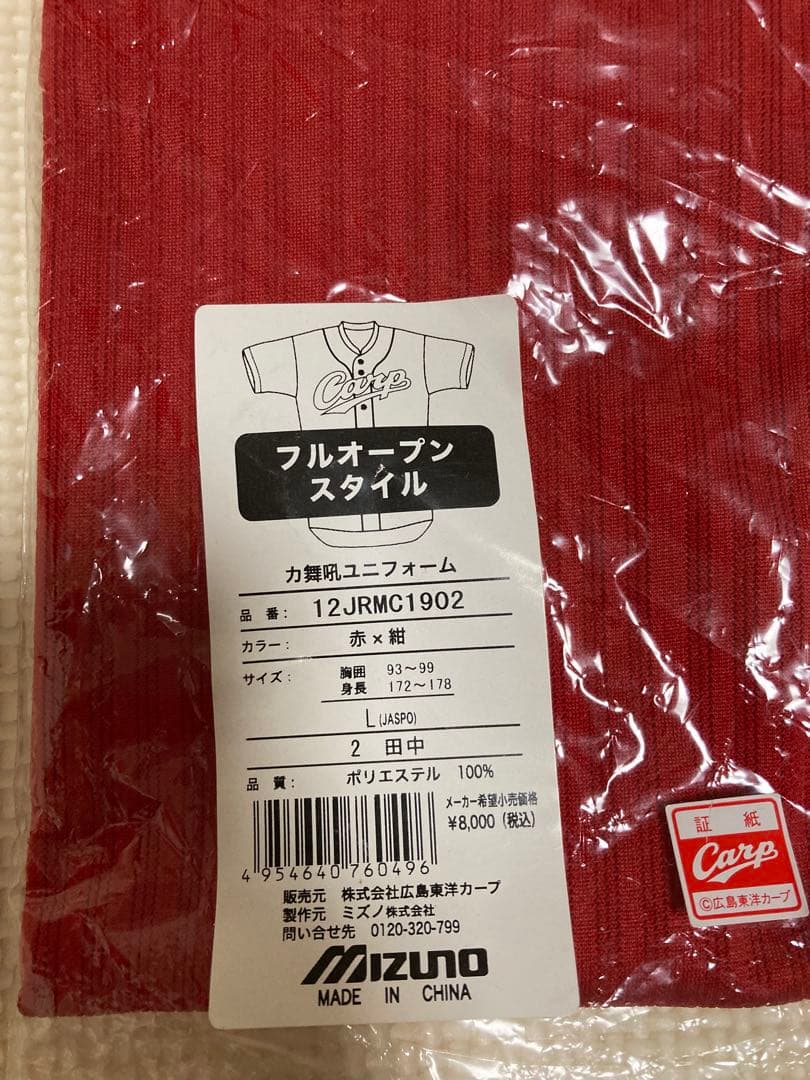 Carp
フルオープン
スタイル
カ舞吼ユニフォーム
品番: 12JRMC1902
カラー: 赤×紺
サイズ: 胸囲 93～99
身長 172～178
L (JASPO)
2 田中
品質: ポリエステル 100%
メーカー希望小売価格
¥8,000 (税込)
4 954640 760496
販売元 株式会社広島東洋カープ
製作元 ミズノ株式会社
問い合せ先 0120-320-799
MIZUNO
MADE IN CHINA
証紙
Carp
©広島東洋カープ